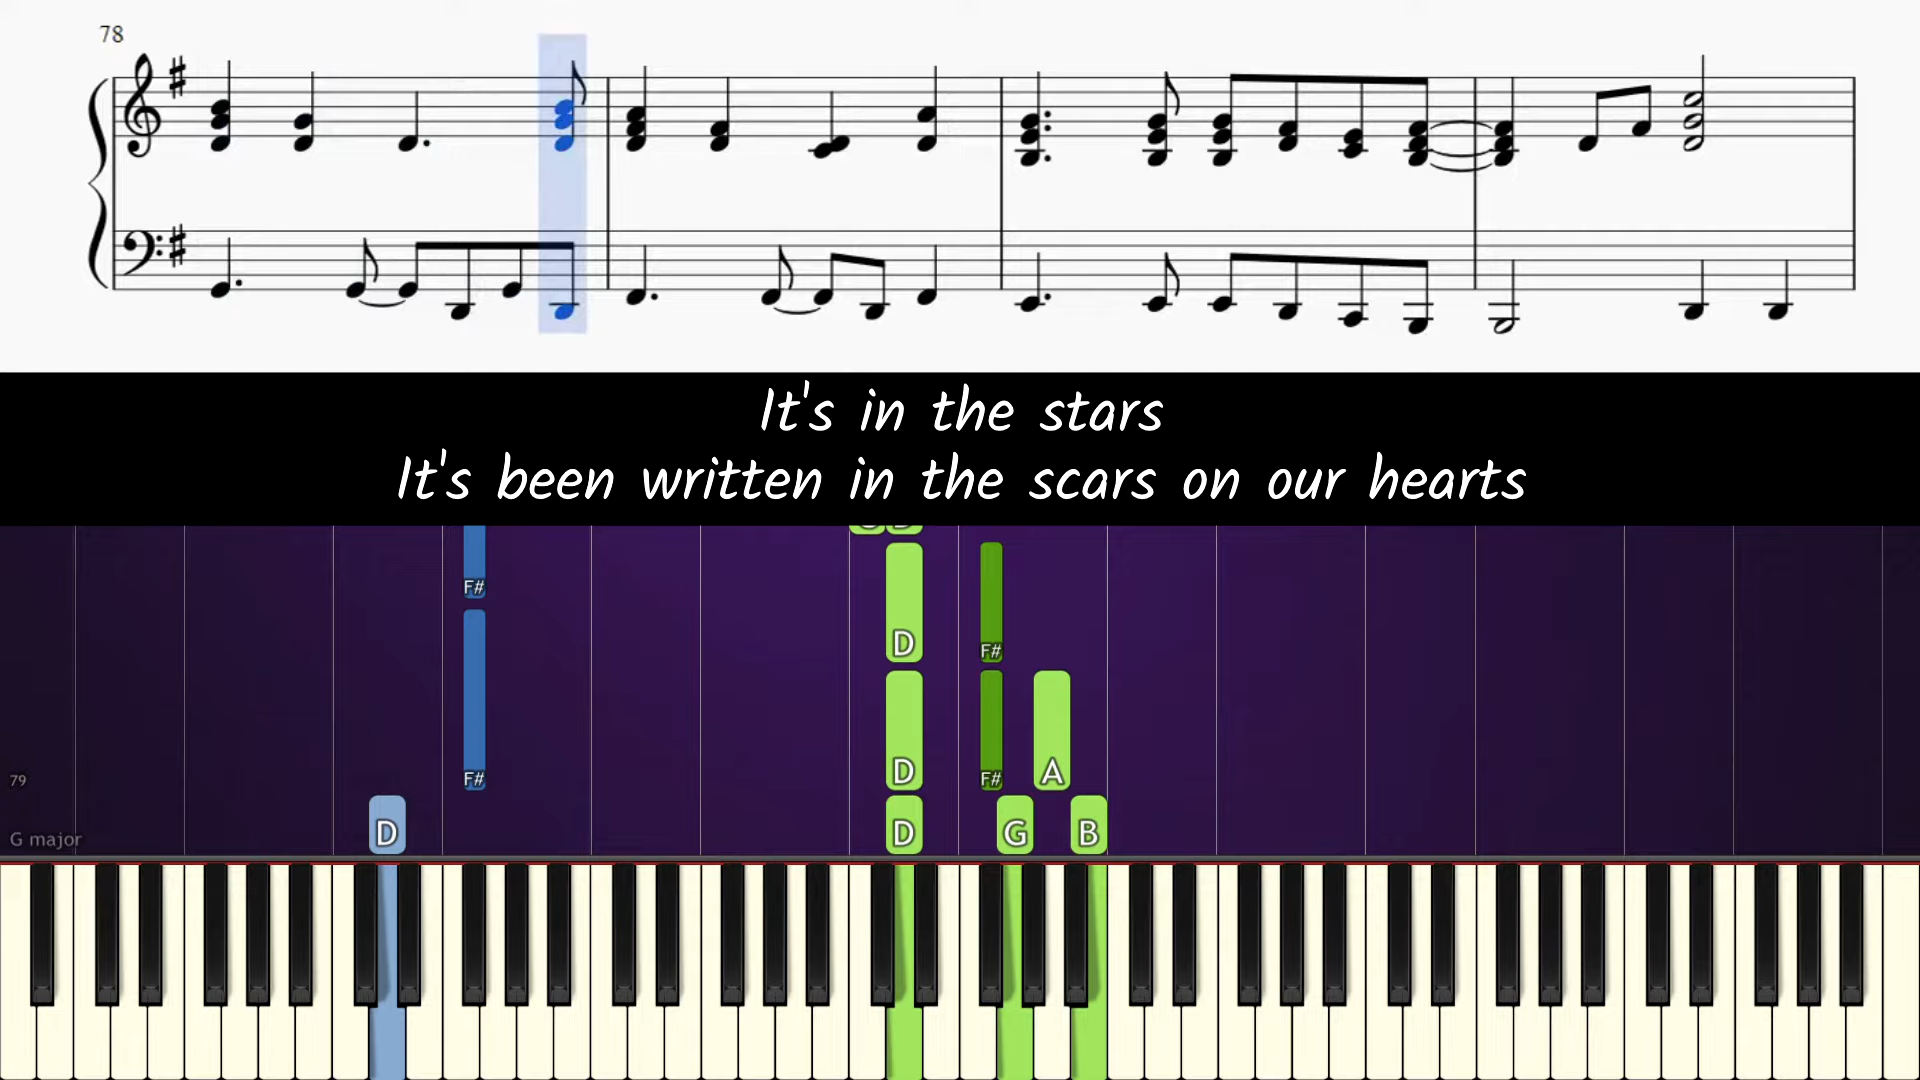 78
It's in the stars
It's been written in the scars on our hearts
F#
D
F#
F#
D
F#
A
79
D
D
G
B
G major